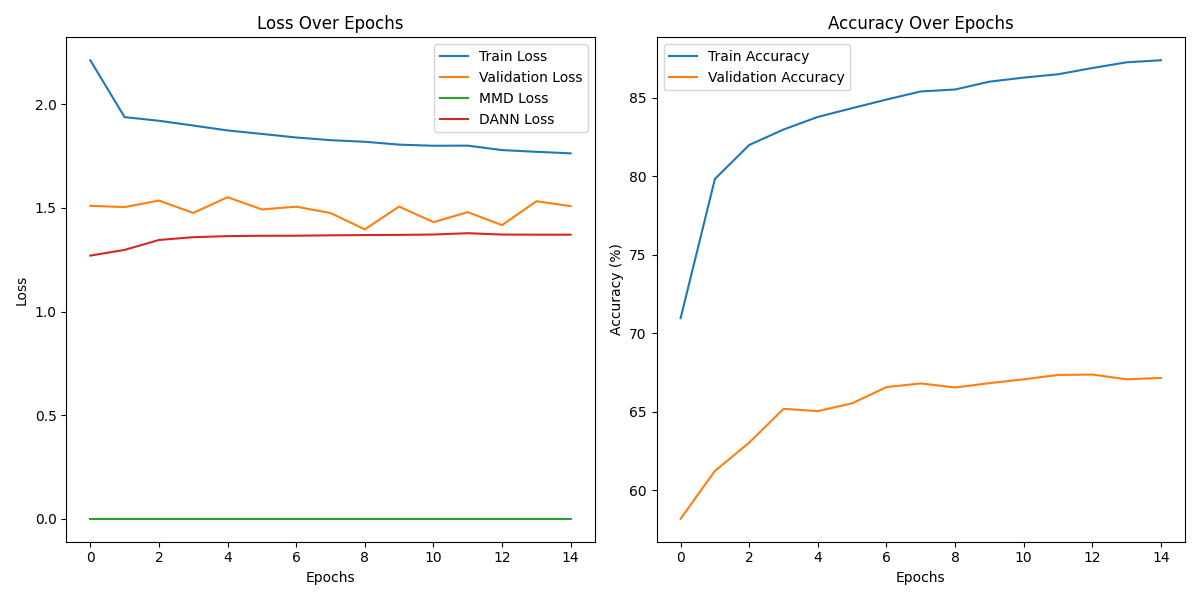 Loss Over Epochs
Train Loss
Validation Loss
MMD Loss
DANN Loss
2.0
1.5
1.0
0.5
0.0
Loss
0 2 4 6 8 10 12 14
Epochs
Accuracy Over Epochs
Train Accuracy
Validation Accuracy
85
80
75
70
65
60
Accuracy (%)
0 2 4 6 8 10 12 14
Epochs